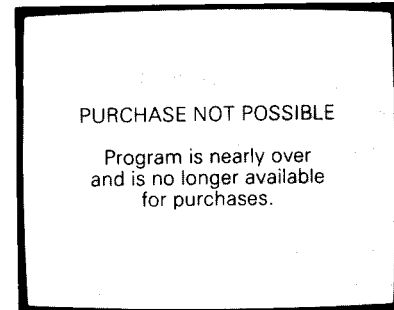 PURCHASE NOT POSSIBLE
Program is nearly over
and is no longer available
for purchases.